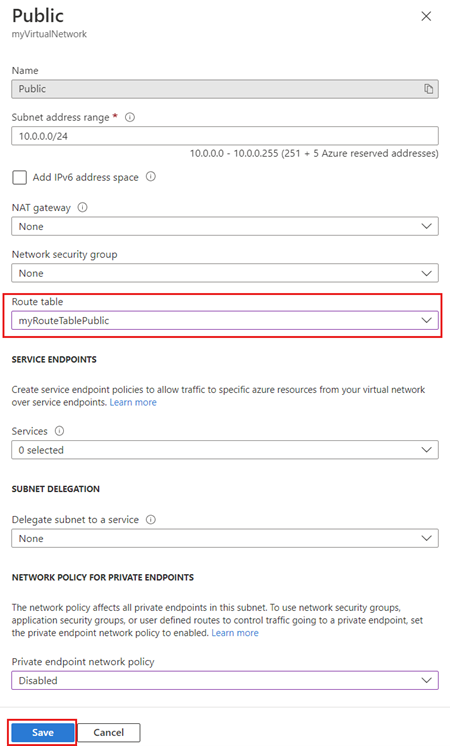 Public
myVirtualNetwork
Name
Public
Subnet address range *
10.0.0.0/24
10.0.0.0 - 10.0.0.255 (251 + 5 Azure reserved addresses)
Add IPv6 address space
NAT gateway
None
Network security group
None
Route table
myRouteTablePublic
SERVICE ENDPOINTS
Create service endpoint policies to allow traffic to specific azure resources from your virtual network
over service endpoints. Learn more
Services
0 selected
SUBNET DELEGATION
Delegate subnet to a service
None
NETWORK POLICY FOR PRIVATE ENDPOINTS
The network policy affects all private endpoints in this subnet. To use network security groups,
application security groups, or user defined routes to control traffic going to a private endpoint, set
the private endpoint network policy to enabled. Learn more
Private endpoint network policy
Disabled
Save Cancel